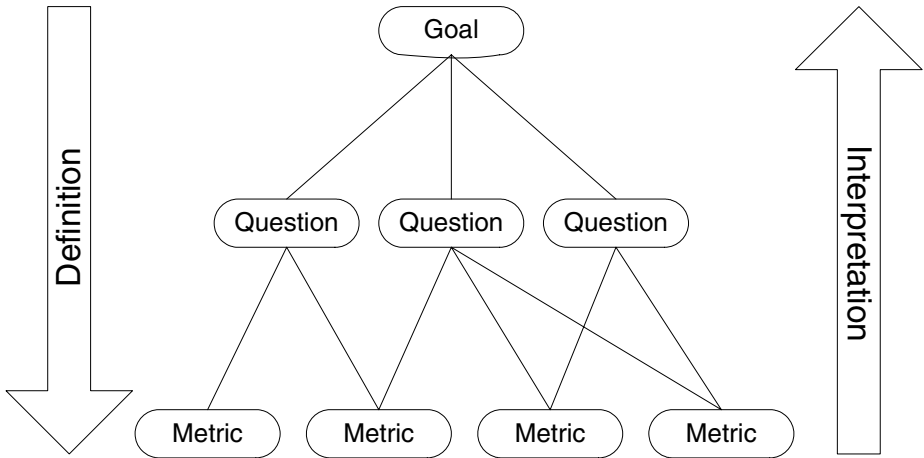 Goal
Definition
Interpretation
Question
Question
Question
Metric
Metric
Metric
Metric